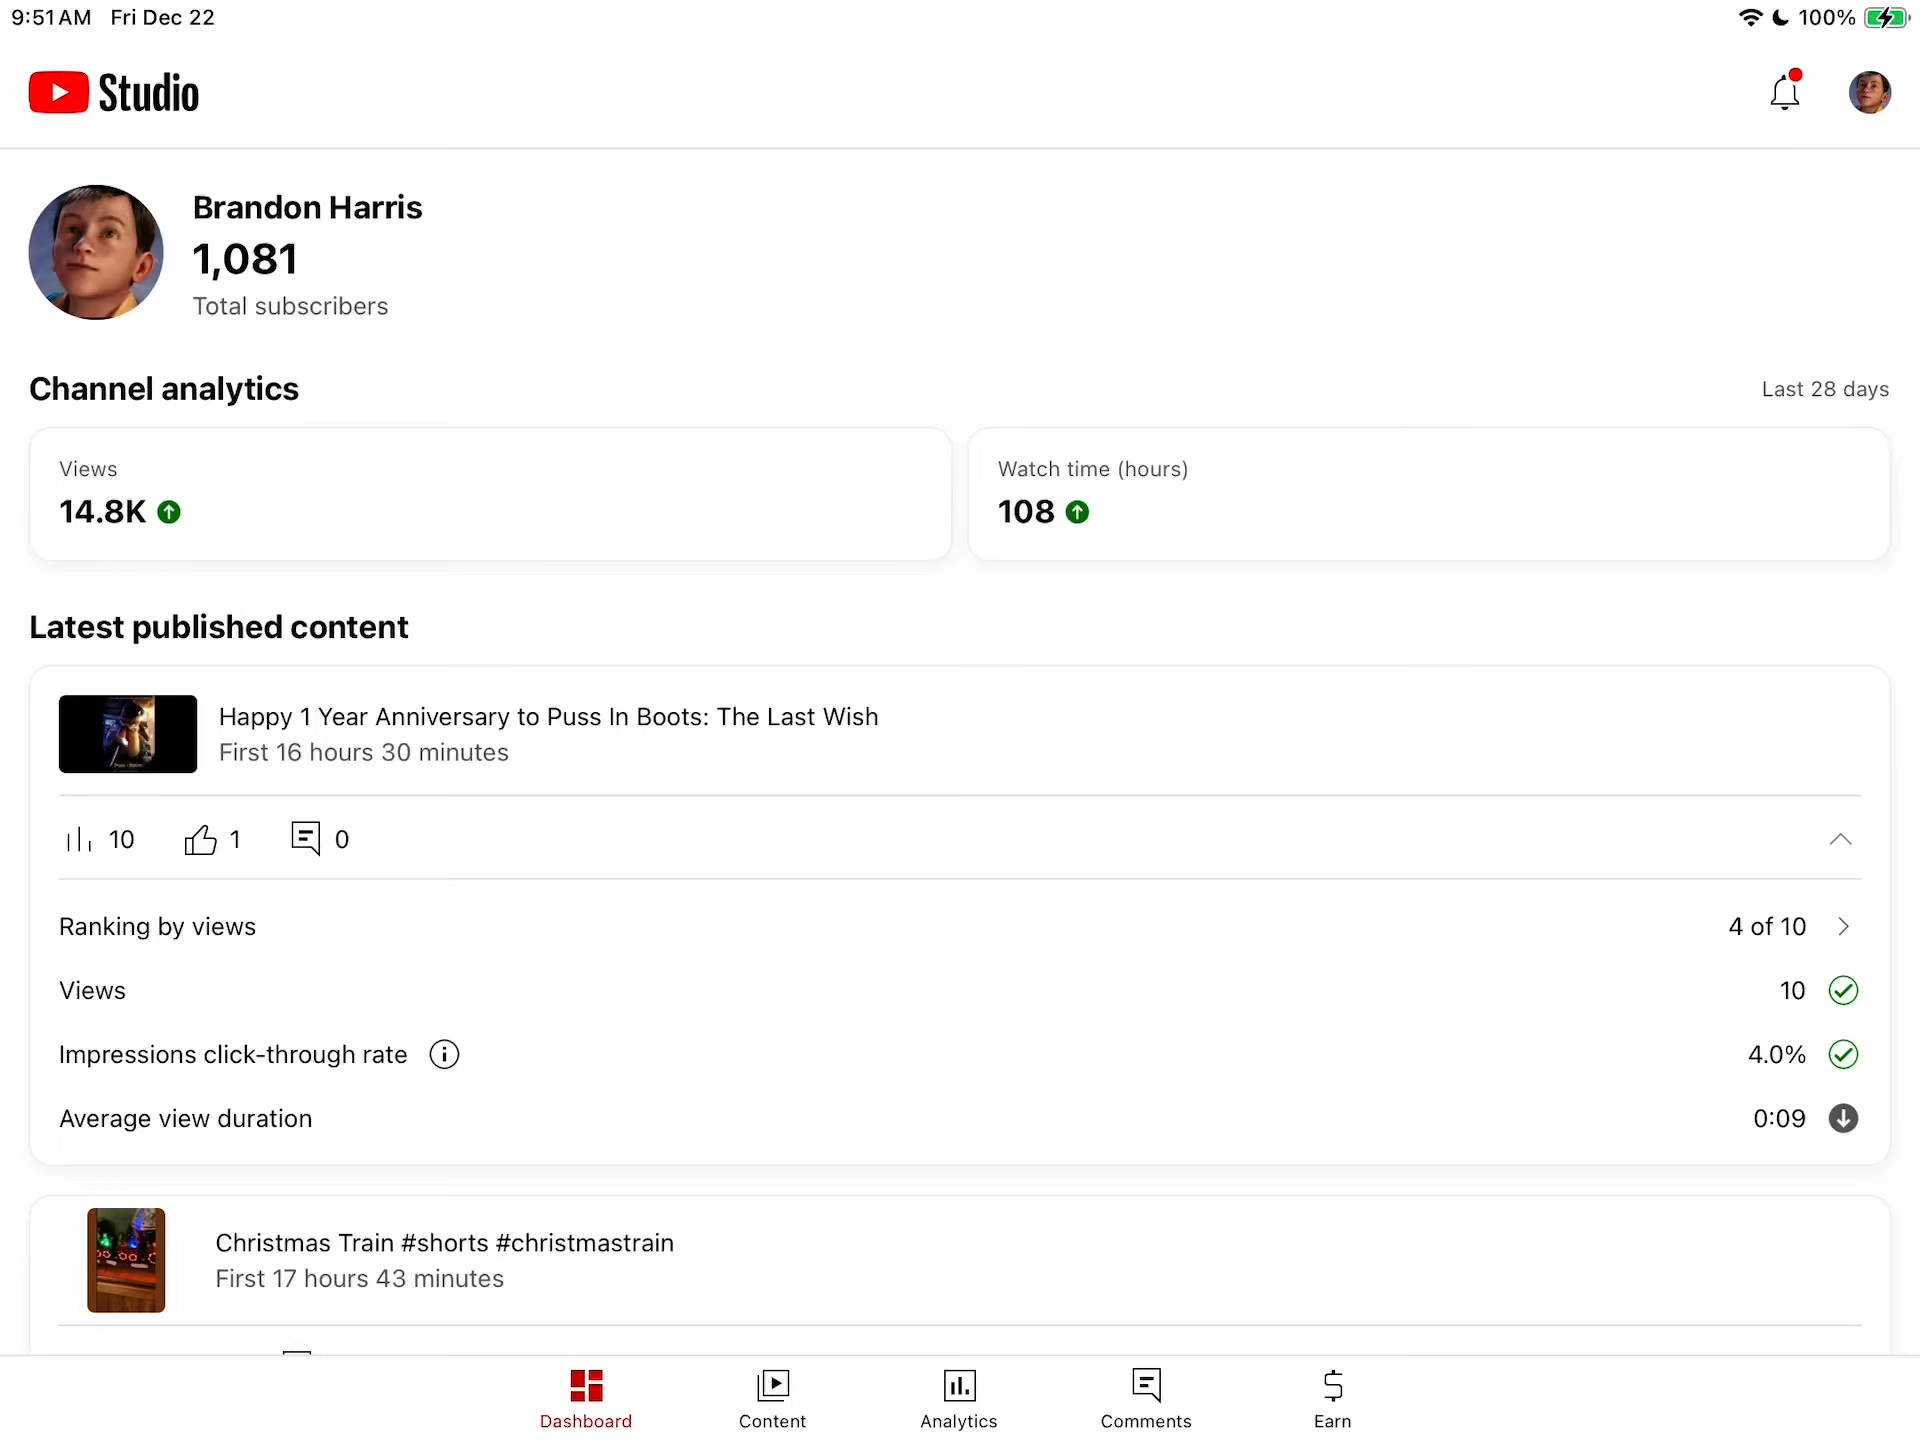 9:51 AM Fri Dec 22
100%
Studio
Brandon Harris
1,081
Total subscribers
Channel analytics
Last 28 days
Views
14.8K
Watch time (hours)
108
Latest published content
Happy 1 Year Anniversary to Puss In Boots: The Last Wish
First 16 hours 30 minutes
10
1
0
Ranking by views
4 of 10
Views
10
Impressions click-through rate
4.0%
Average view duration
0:09
Christmas Train #shorts #christmastrain
First 17 hours 43 minutes
Dashboard
Content
Analytics
Comments
Earn